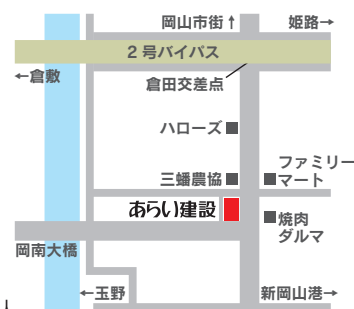 岡山市街↑
姫路→
2号バイパス
←倉敷
倉田交差点
ハローズ
三蟠農協
ファミリー
マート
あらい建設
焼肉
ダルマ
岡南大橋
←玉野
新岡山港→